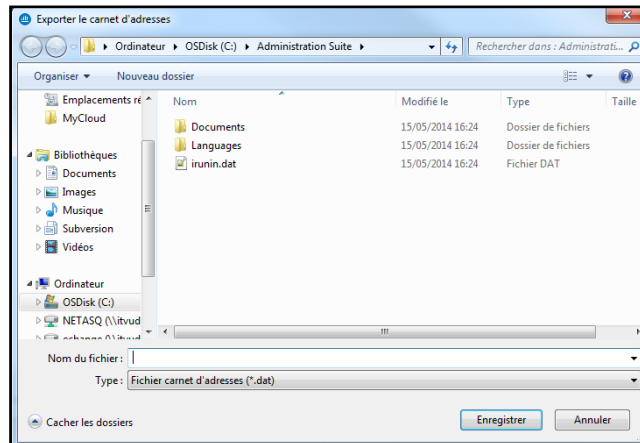 Exporter le carnet d'adresses
Ordinateur ▸ OSDisk (C:) ▸ Administration Suite ▸
Rechercher dans : Administrati...
Organiser ▾ Nouveau dossier
Emplacements ré
MyCloud
Bibliothèques
Documents
Images
Musique
Subversion
Vidéos
Ordinateur
OSDisk (C:)
NETASQ (\\itvud
echange (\\itvud
Nom Modifié le Type Taille
Documents 15/05/2014 16:24 Dossier de fichiers
Languages 15/05/2014 16:24 Dossier de fichiers
irunin.dat 15/05/2014 16:24 Fichier DAT
Nom du fichier :
Type : Fichier carnet d'adresses (*.dat)
Cacher les dossiers
Enregistrer Annuler